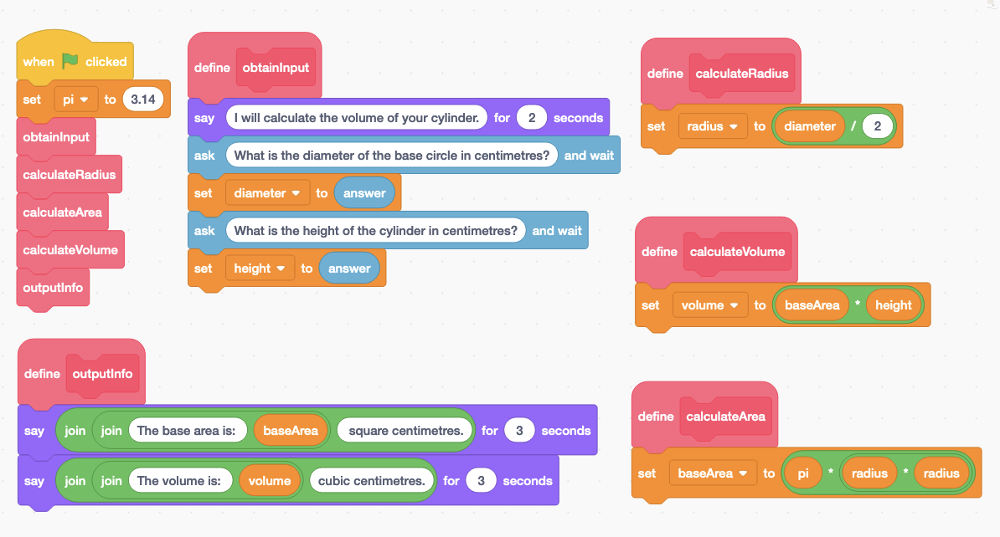 when clicked
set pi to 3.14
obtainInput
calculateRadius
calculateArea
calculateVolume
outputInfo
define obtainInput
say I will calculate the volume of your cylinder. for 2 seconds
ask What is the diameter of the base circle in centimetres? and wait
set diameter to answer
ask What is the height of the cylinder in centimetres? and wait
set height to answer
define calculateRadius
set radius to diameter / 2
define calculateVolume
set volume to baseArea * height
define outputInfo
say join join The base area is: baseArea square centimetres. for 3 seconds
say join join The volume is: volume cubic centimetres. for 3 seconds
define calculateArea
set baseArea to pi * radius * radius